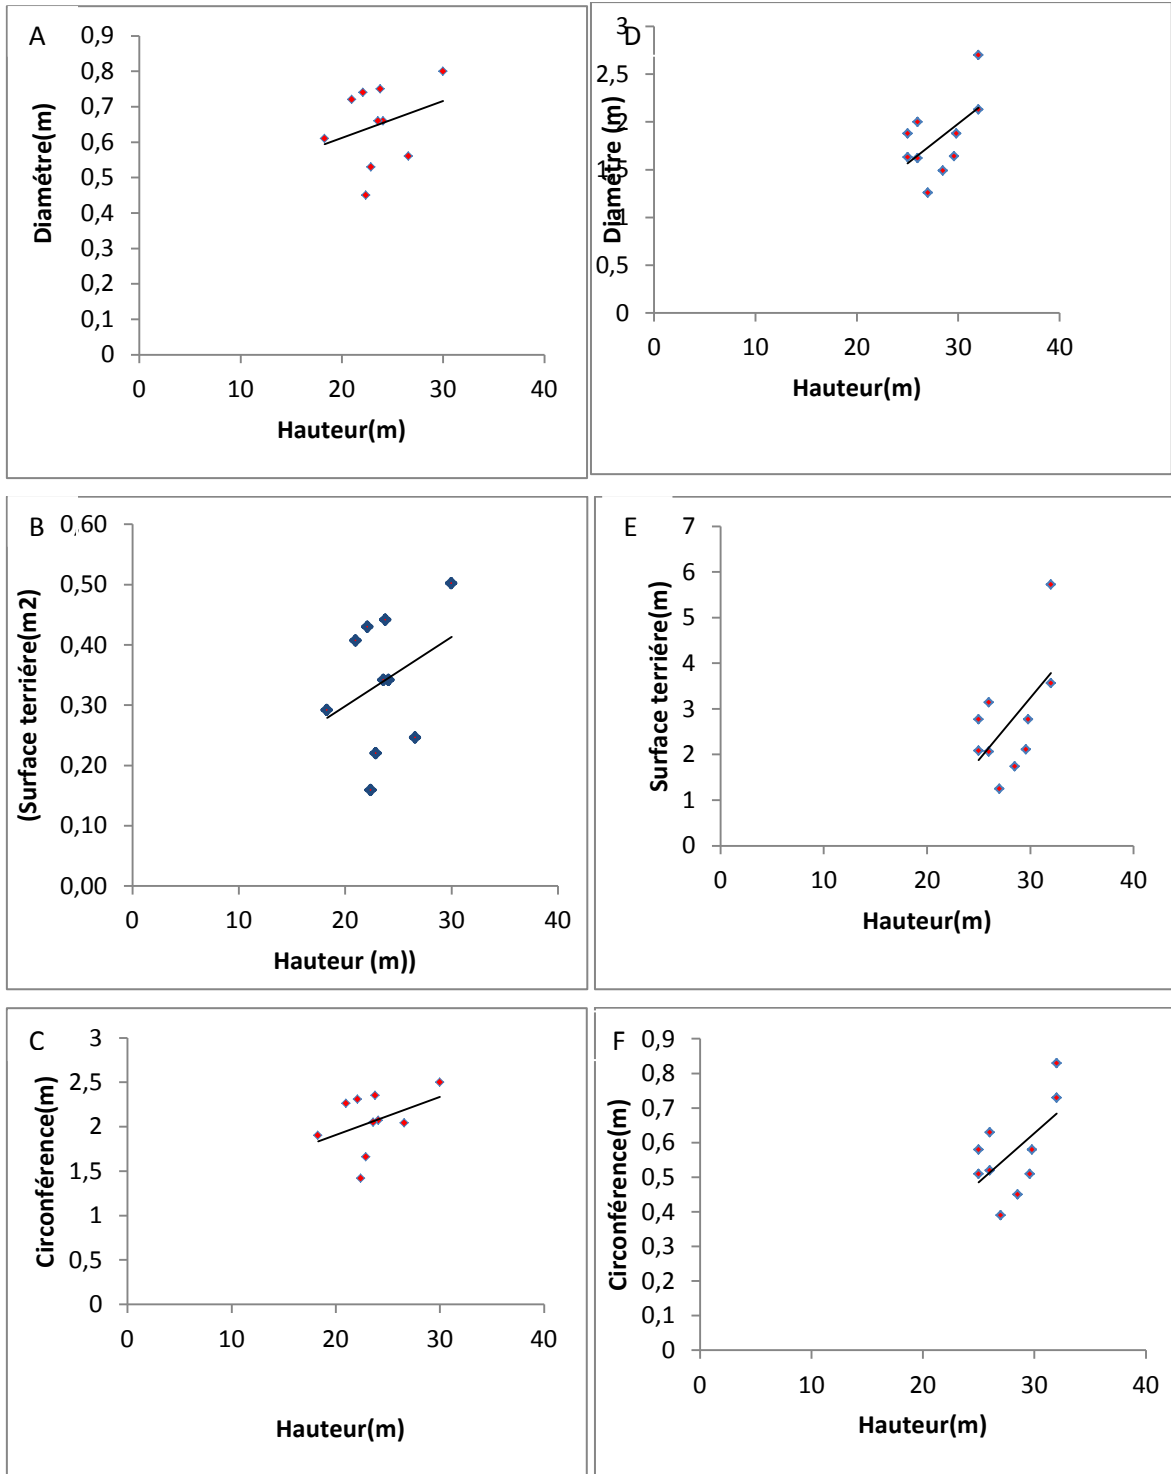 A
Diamétre(m)
0,9
0,8
0,7
0,6
0,5
0,4
0,3
0,2
0,1
0
0 10 20 30 40
Hauteur(m)
D
Diamétre (m)
3
2,5
2
1,5
1
0,5
0
0 10 20 30 40
Hauteur(m)
B
(Surface terriére(m2)
0,60
0,50
0,40
0,30
0,20
0,10
0,00
0 10 20 30 40
Hauteur (m))
E
Surface terriére(m)
7
6
5
4
3
2
1
0
0 10 20 30 40
Hauteur(m)
C
Circonférence(m)
3
2,5
2
1,5
1
0,5
0
0 10 20 30 40
Hauteur(m)
F
Circonférence(m)
0,9
0,8
0,7
0,6
0,5
0,4
0,3
0,2
0,1
0
0 10 20 30 40
Hauteur(m)